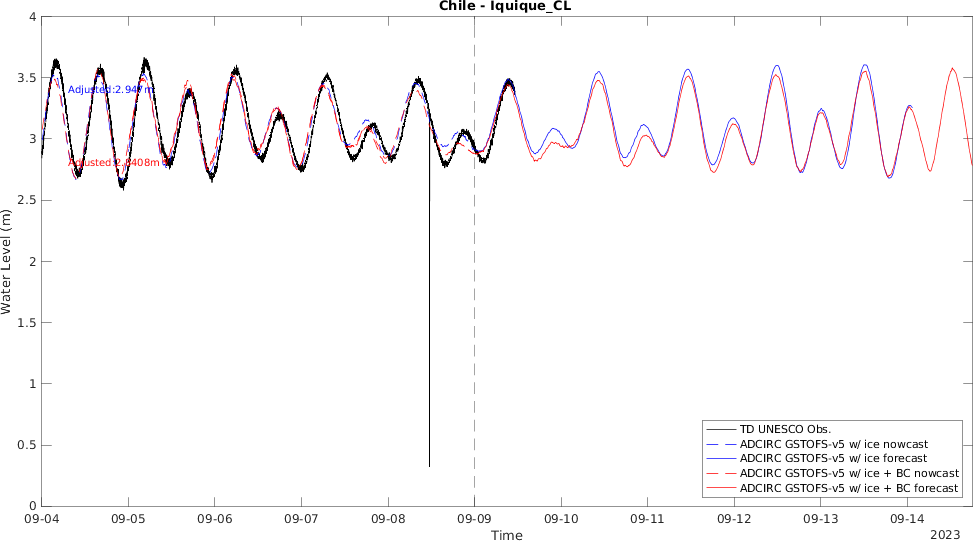 Chile - Iquique_CL
4
3.5
3
2.5
2
1.5
1
0.5
0
Water Level (m)
Adjusted:2.947m
Adjusted:2.8408m
TD UNESCO Obs.
ADCIRC GSTOFS-v5 w/ ice nowcast
ADCIRC GSTOFS-v5 w/ ice forecast
ADCIRC GSTOFS-v5 w/ ice + BC nowcast
ADCIRC GSTOFS-v5 w/ ice + BC forecast
09-04 09-05 09-06 09-07 09-08 09-09 09-10 09-11 09-12 09-13 09-14
Time
2023